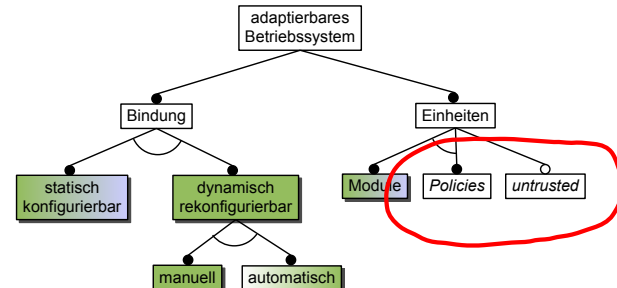 adaptierbares
Betriebssystem
Bindung
Einheiten
statisch
konfigurierbar
dynamisch
rekonfigurierbar
Module
Policies
untrusted
manuell
automatisch